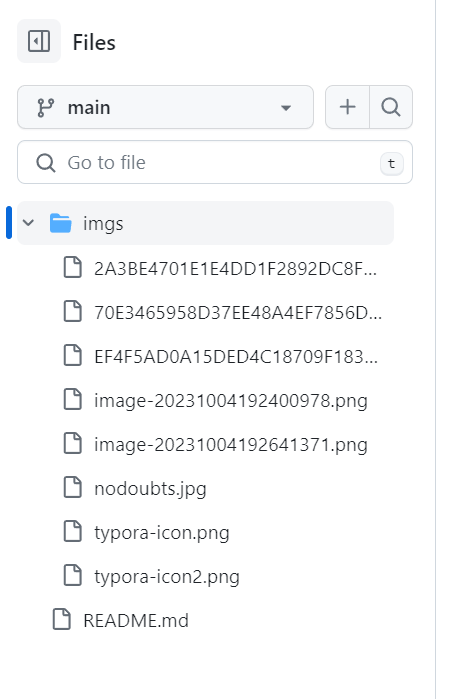 Files
main
Go to file
t
imgs
2A3BE4701E1E4DD1F2892DC8F...
70E3465958D37EE48A4EF7856D...
EF4F5AD0A15DED4C18709F183...
image-20231004192400978.png
image-20231004192641371.png
nodoubts.jpg
typora-icon.png
typora-icon2.png
README.md